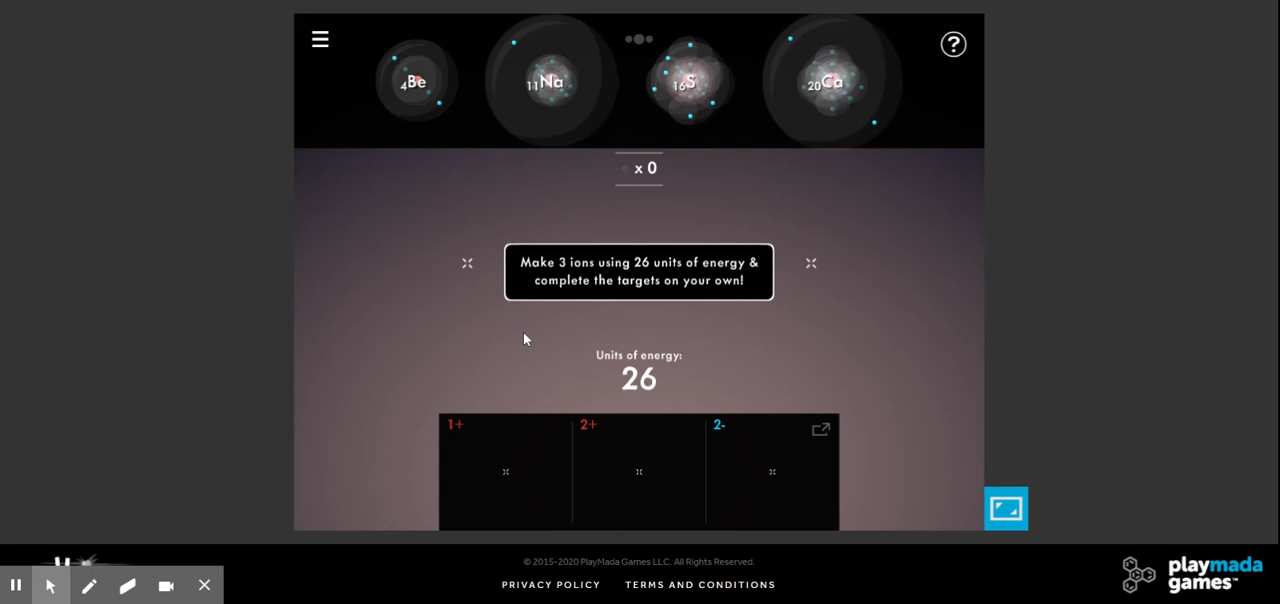 4Be
11Na
16S
20Ca
?
x 0
Make 3 ions using 26 units of energy &
complete the targets on your own!
Units of energy:
26
1+ 2+ 2-
© 2015-2020 PlayMada Games LLC. All Rights Reserved.
PRIVACY POLICY TERMS AND CONDITIONS
playmada
games™